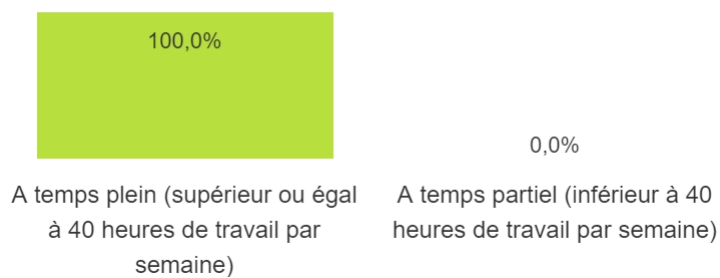 100,0%
0,0%
A temps plein (supérieur ou égal
à 40 heures de travail par
semaine)
A temps partiel (inférieur à 40
heures de travail par semaine)